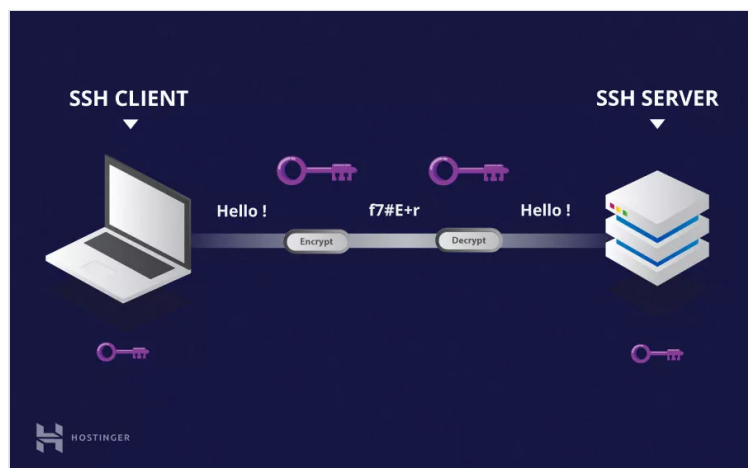 SSH CLIENT
SSH SERVER
Hello !
f7#E+r
Hello !
Encrypt
Decrypt
HOSTINGER